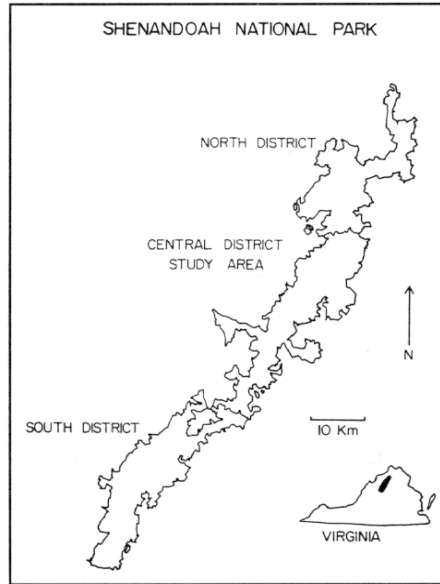 SHENANDOAH NATIONAL PARK
NORTH DISTRICT
CENTRAL DISTRICT
STUDY AREA
N
SOUTH DISTRICT
10 Km
VIRGINIA